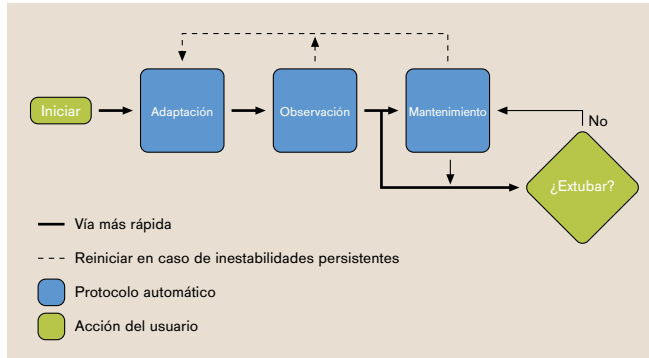 Iniciar
Adaptación
Observación
Mantenimiento
No
¿Extubar?
Vía más rápida
Reiniciar en caso de inestabilidades persistentes
Protocolo automático
Acción del usuario